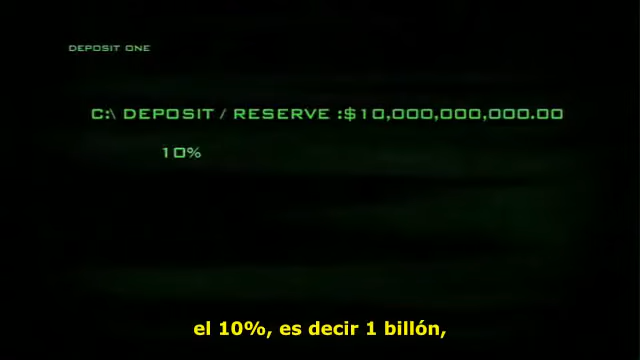 DEPOSIT ONE
C:\ DEPOSIT / RESERVE :$10,000,000,000.00
10%
el 10%, es decir 1 billón,